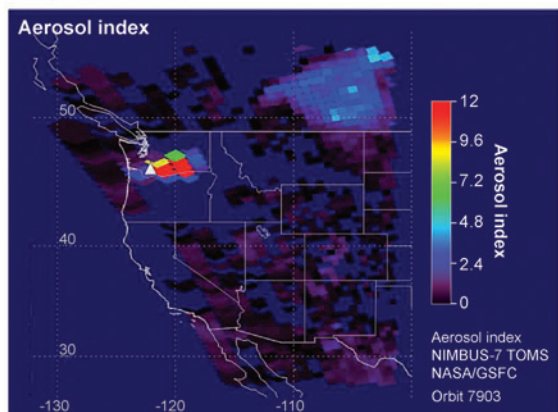 Aerosol index
50
40
30
-130
-120
-110
12
9.6
7.2
4.8
2.4
0
Aerosol index
Aerosol index
NIMBUS-7 TOMS
NASA/GSFC
Orbit 7903